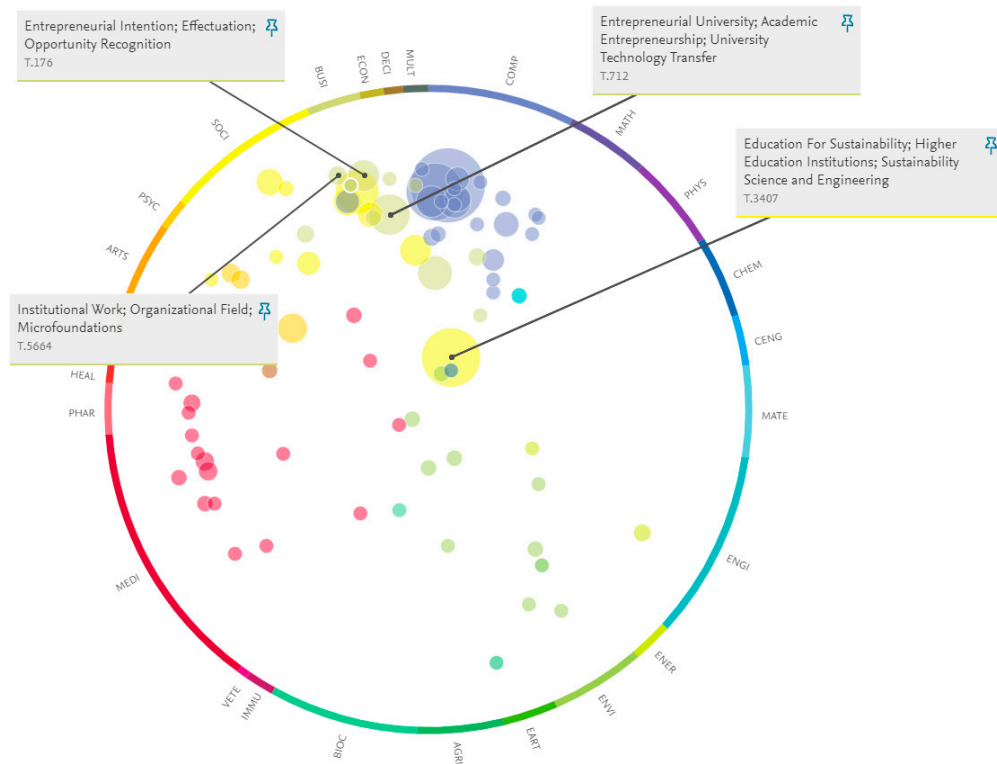 Entrepreneurial Intention; Effectuation;
Opportunity Recognition
T.176
Entrepreneurial University; Academic
Entrepreneurship; University
Technology Transfer
T.712
Education For Sustainability; Higher
Education Institutions; Sustainability
Science and Engineering
T.3407
Institutional Work; Organizational Field;
Microfoundations
T.5664
MULT
COMP
MATH
PHYS
CHEM
CENG
MATE
ENGI
ENER
ENVI
EART
AGRI
BIOC
IMMU
VETE
MEDI
PHAR
HEAL
ARTS
PSYC
SOCI
BUSI
ECON
DECI